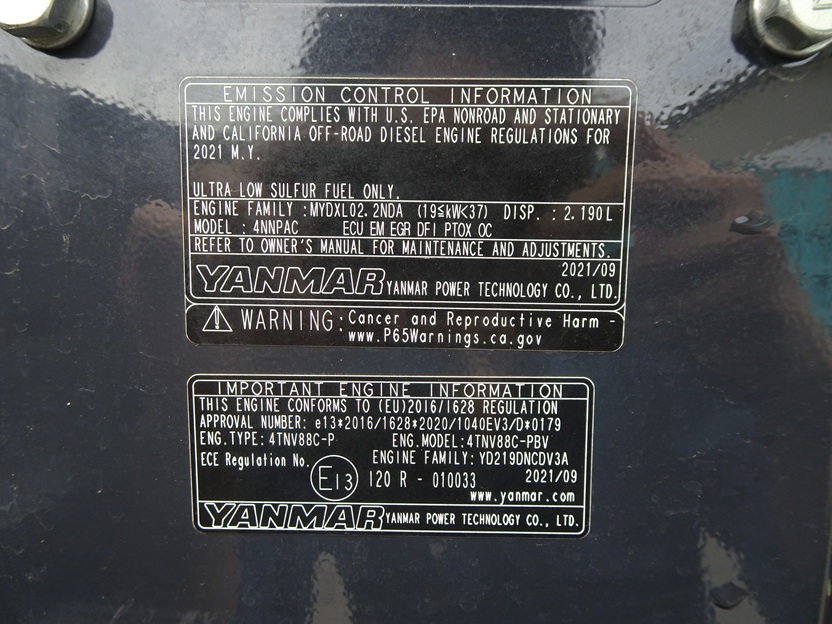 EMISSION CONTROL INFORMATION
THIS ENGINE COMPLIES WITH U.S. EPA NONROAD AND STATIONARY
AND CALIFORNIA OFF-ROAD DIESEL ENGINE REGULATIONS FOR
2021 M.Y.
ULTRA LOW SULFUR FUEL ONLY.
ENGINE FAMILY :MYDXL02.2NDA (19≦kW<37) DISP. : 2.190L
MODEL : 4NNPAC ECU EM EGR DFI PTOX OC
REFER TO OWNER'S MANUAL FOR MAINTENANCE AND ADJUSTMENTS.
2021/09
YANMAR YANMAR POWER TECHNOLOGY CO., LTD.
WARNING: Cancer and Reproductive Harm -
www.P65Warnings.ca.gov
IMPORTANT ENGINE INFORMATION
THIS ENGINE CONFORMS TO (EU)2016/1628 REGULATION
APPROVAL NUMBER: e13*2016/1628*2020/1040EV3/D*0179
ENG.TYPE: 4TNV88C-P ENG.MODEL:4TNV88C-PBV
ENGINE FAMILY: YD219DNCDV3A
ECE Regulation No. E13 120 R - 010033 2021/09
www.yanmar.com
YANMAR YANMAR POWER TECHNOLOGY CO., LTD.